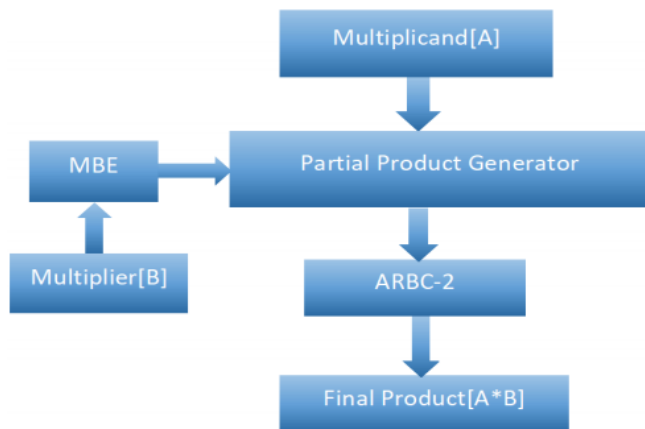 Multiplicand[A]
MBE
Partial Product Generator
Multiplier[B]
ARBC-2
Final Product[A*B]